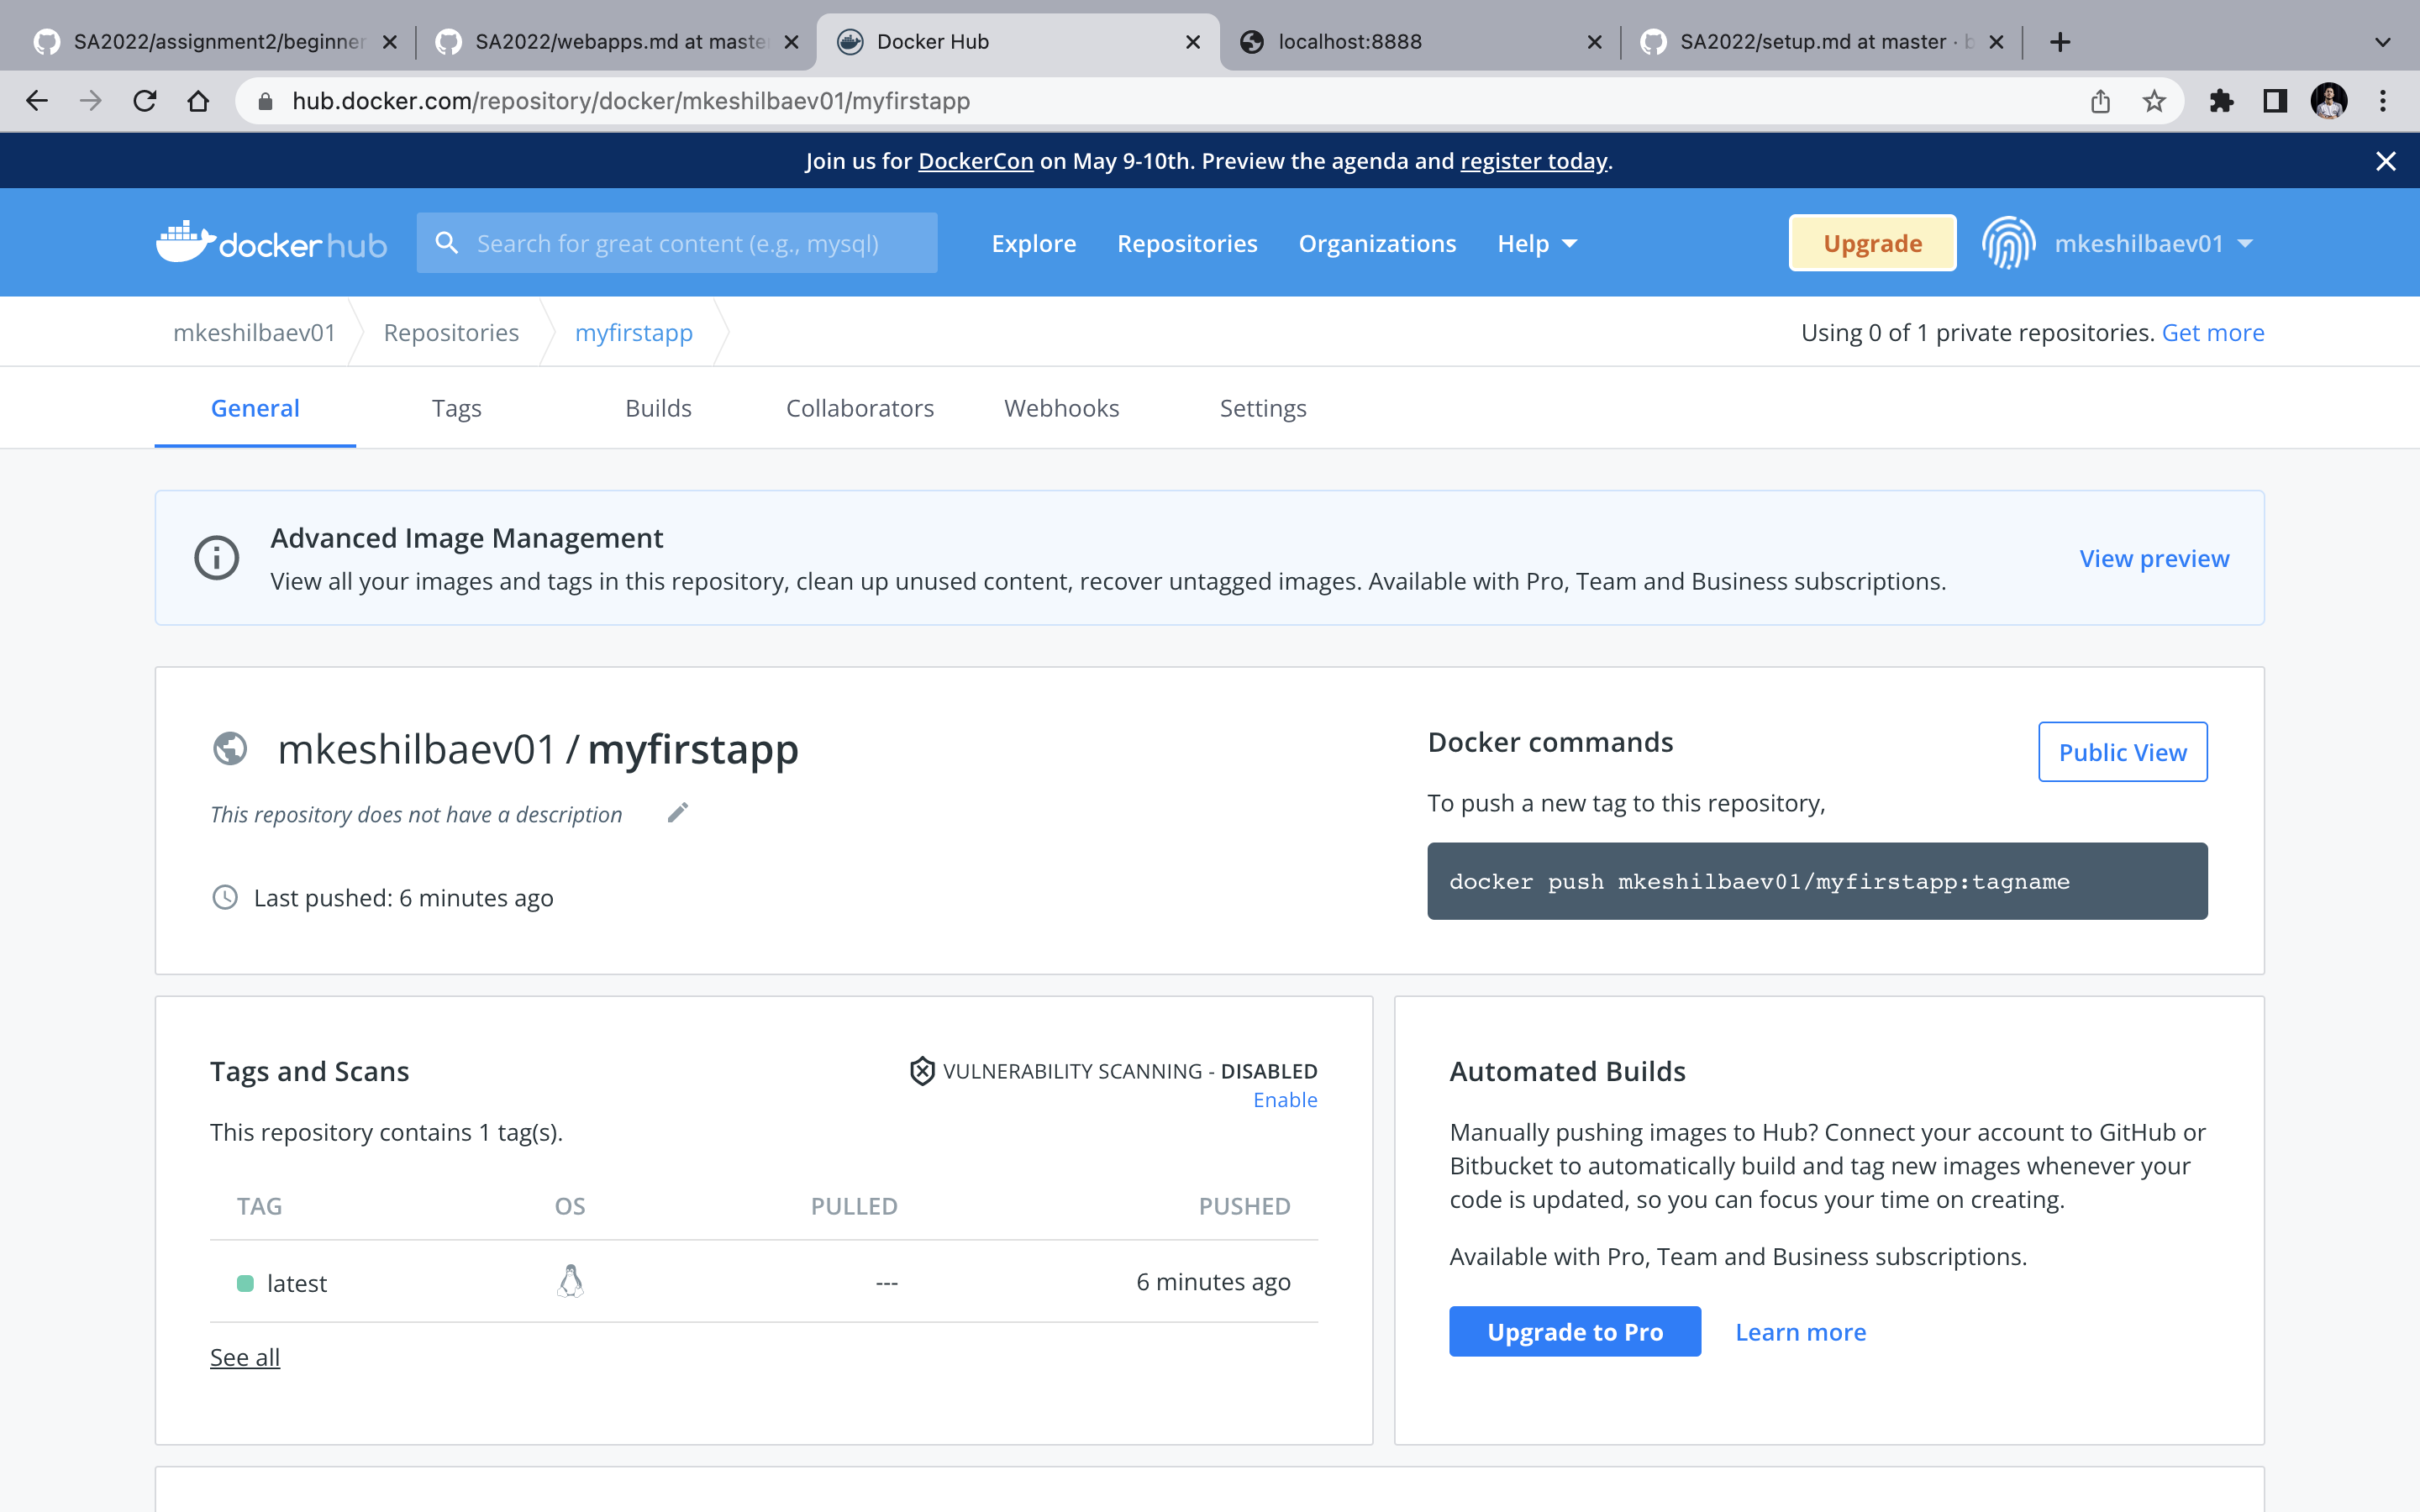 SA2022/assignment2/beginner
SA2022/webapps.md at maste
Docker Hub
localhost:8888
SA2022/setup.md at master · b
hub.docker.com/repository/docker/mkeshilbaev01/myfirstapp
Join us for DockerCon on May 9-10th. Preview the agenda and register today.
docker hub
Search for great content (e.g., mysql)
Explore
Repositories
Organizations
Help
Upgrade
mkeshilbaev01
mkeshilbaev01
Repositories
myfirstapp
Using 0 of 1 private repositories. Get more
General
Tags
Builds
Collaborators
Webhooks
Settings
Advanced Image Management
View all your images and tags in this repository, clean up unused content, recover untagged images. Available with Pro, Team and Business subscriptions.
View preview
mkeshilbaev01 / myfirstapp
This repository does not have a description
Last pushed: 6 minutes ago
Docker commands
Public View
To push a new tag to this repository,
docker push mkeshilbaev01/myfirstapp:tagname
Tags and Scans
VULNERABILITY SCANNING - DISABLED
Enable
This repository contains 1 tag(s).
TAG
OS
PULLED
PUSHED
latest
---
6 minutes ago
See all
Automated Builds
Manually pushing images to Hub? Connect your account to GitHub or
Bitbucket to automatically build and tag new images whenever your
code is updated, so you can focus your time on creating.
Available with Pro, Team and Business subscriptions.
Upgrade to Pro
Learn more